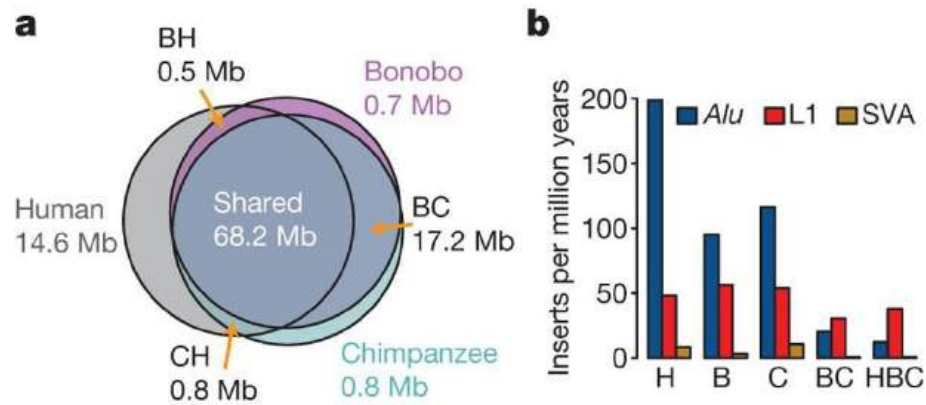 a
BH
0.5 Mb
Bonobo
0.7 Mb
Human
14.6 Mb
Shared
68.2 Mb
BC
17.2 Mb
CH
0.8 Mb
Chimpanzee
0.8 Mb
b
Inserts per million years
200
150
100
50
0
Alu L1 SVA
H B C BC HBC